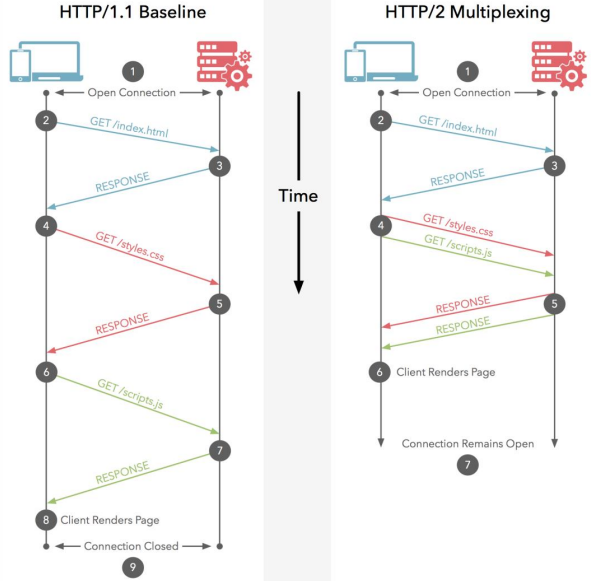 HTTP/1.1 Baseline
1
Open Connection
2
GET /index.html
3
RESPONSE
4
GET /styles.css
5
RESPONSE
6
GET /scripts.js
7
RESPONSE
8
Client Renders Page
Connection Closed
9
Time
HTTP/2 Multiplexing
1
Open Connection
2
GET /index.html
3
RESPONSE
4
GET /styles.css
GET /scripts.js
5
RESPONSE
RESPONSE
6
Client Renders Page
Connection Remains Open
7